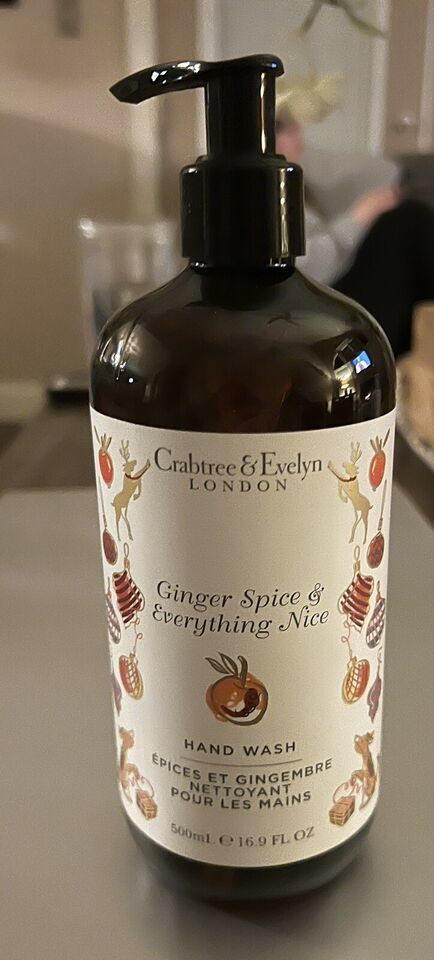 Crabtree & Evelyn
LONDON
Ginger Spice &
Everything Nice
HAND WASH
ÉPICES ET GINGEMBRE
NETTOYANT
POUR LES MAINS
500mL ℮ 16.9 FL OZ